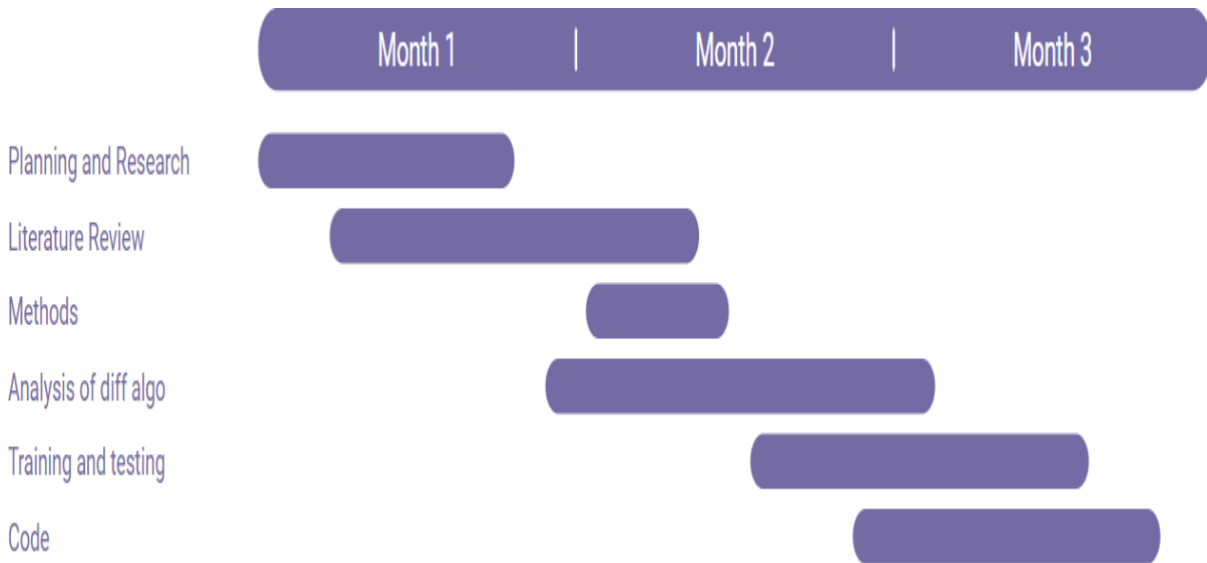 Month 1 | Month 2 | Month 3
Planning and Research
Literature Review
Methods
Analysis of diff algo
Training and testing
Code